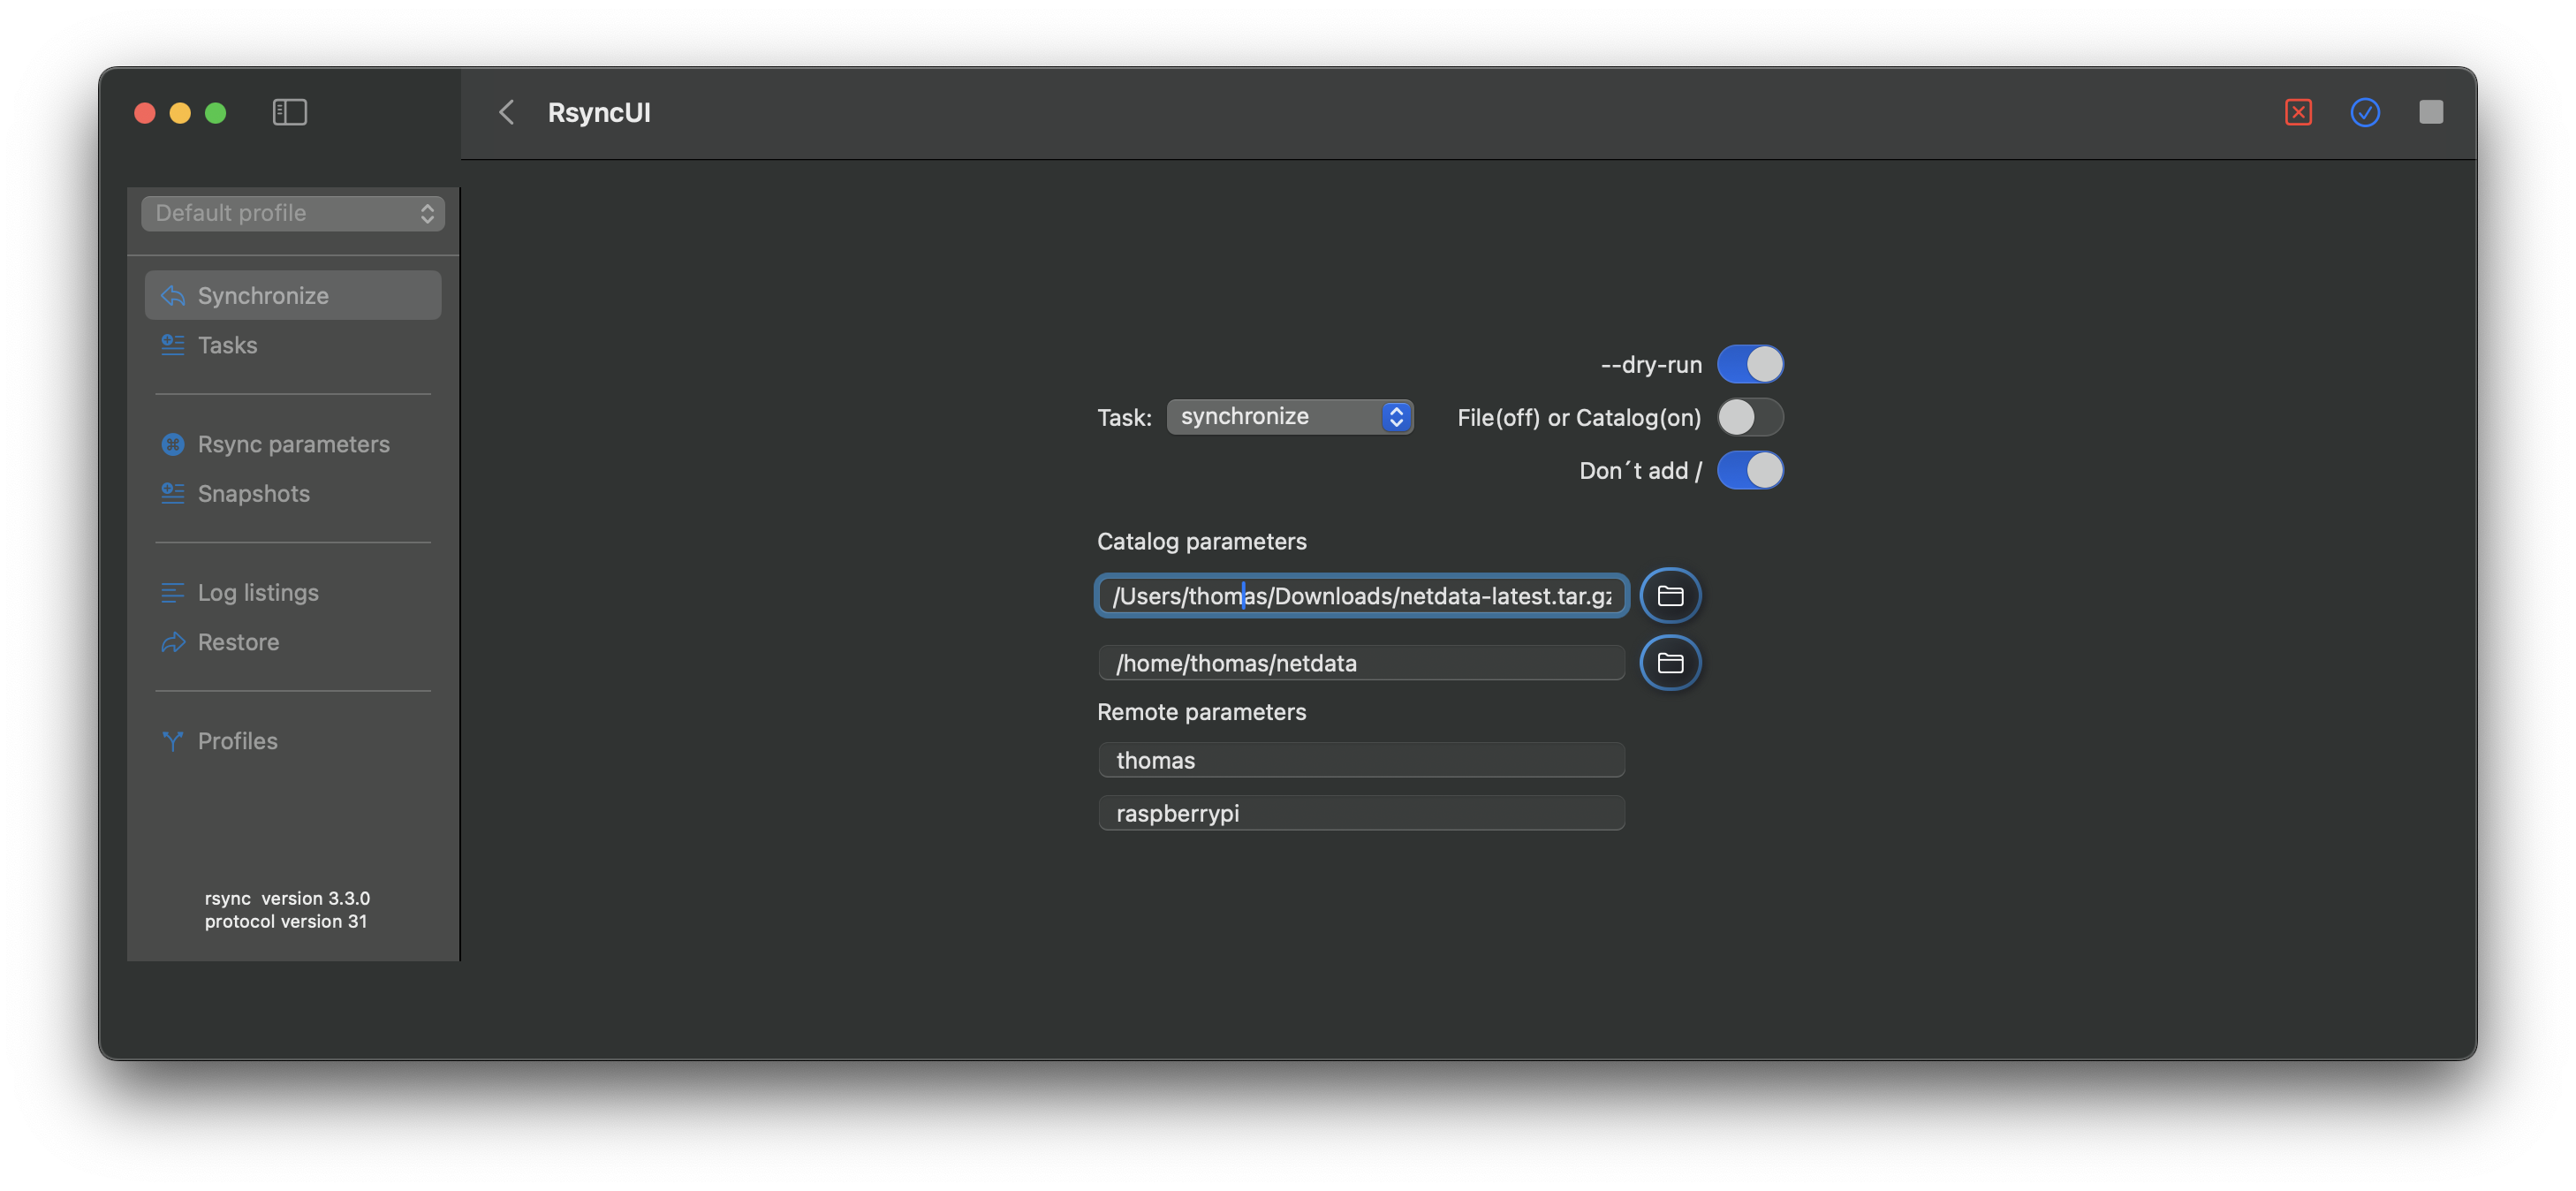 RsyncUI
Default profile
Synchronize
Tasks
Rsync parameters
Snapshots
Log listings
Restore
Profiles
rsync  version 3.3.0
protocol version 31
--dry-run
Task: synchronize
File(off) or Catalog(on)
Don´t add /
Catalog parameters
/Users/thomas/Downloads/netdata-latest.tar.gz
/home/thomas/netdata
Remote parameters
thomas
raspberrypi